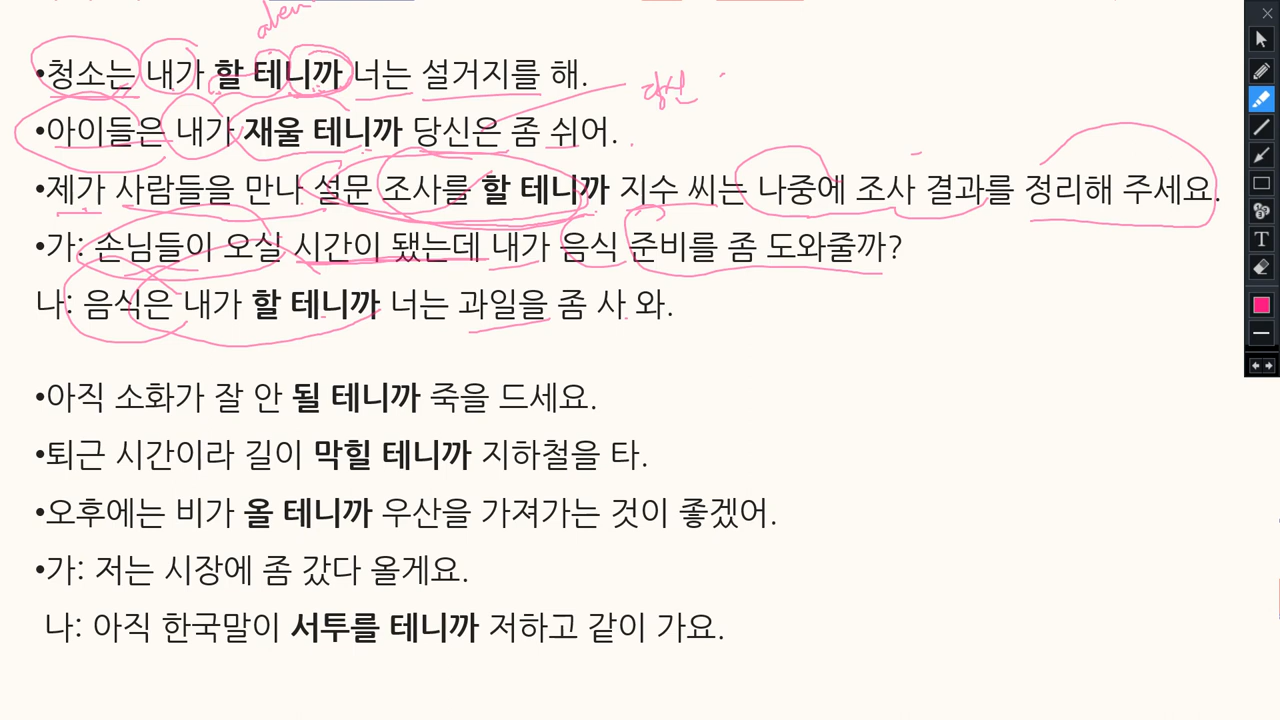 •청소는 내가 할 테니까 너는 설거지를 해.
당신
•아이들은 내가 재울 테니까 당신은 좀 쉬어.
•제가 사람들을 만나 설문 조사를 할 테니까 지수 씨는 나중에 조사 결과를 정리해 주세요.
•가: 손님들이 오실 시간이 됐는데 내가 음식 준비를 좀 도와줄까?
나: 음식은 내가 할 테니까 너는 과일을 좀 사 와.
•아직 소화가 잘 안 될 테니까 죽을 드세요.
•퇴근 시간이라 길이 막힐 테니까 지하철을 타.
•오후에는 비가 올 테니까 우산을 가져가는 것이 좋겠어.
•가: 저는 시장에 좀 갔다 올게요.
나: 아직 한국말이 서투를 테니까 저하고 같이 가요.